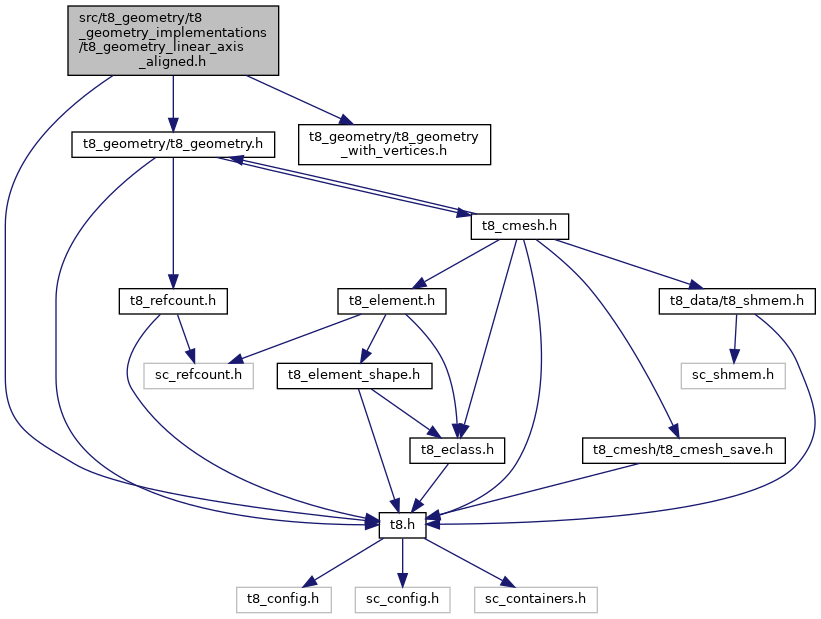 src/t8_geometry/t8
_geometry_implementations
/t8_geometry_linear_axis
_aligned.h
t8_geometry/t8_geometry
_with_vertices.h
t8_geometry/t8_geometry.h
t8_cmesh.h
t8_refcount.h
t8_element.h
t8_data/t8_shmem.h
sc_refcount.h
t8_element_shape.h
sc_shmem.h
t8_eclass.h
t8_cmesh/t8_cmesh_save.h
t8.h
t8_config.h
sc_config.h
sc_containers.h